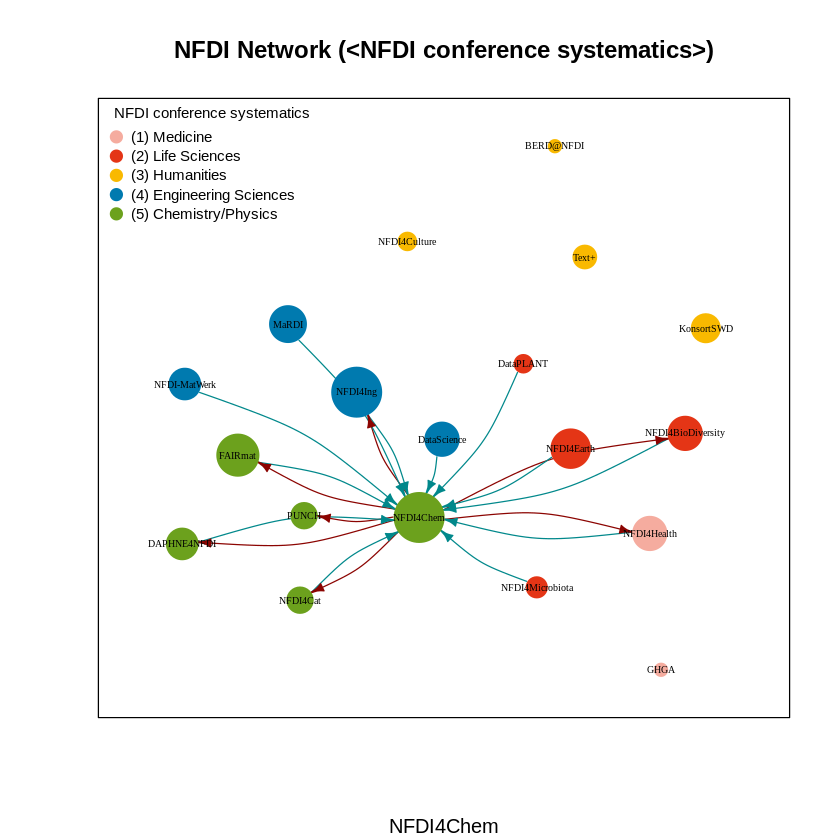 NFDI Network (<NFDI conference systematics>)
NFDI conference systematics
(1) Medicine
(2) Life Sciences
(3) Humanities
(4) Engineering Sciences
(5) Chemistry/Physics
BERD@NFDI
NFDI4Culture
Text+
MaRDI
KonsortSWD
DataPLANT
NFDI-MatWerk
NFDI4Ing
NFDI4BioDiversity
DataScience
NFDI4Earth
FAIRmat
PUNCH
NFDI4Chem
NFDI4Health
DAPHNE4NFDI
NFDI4Microbiota
NFDI4Cat
GHGA
NFDI4Chem